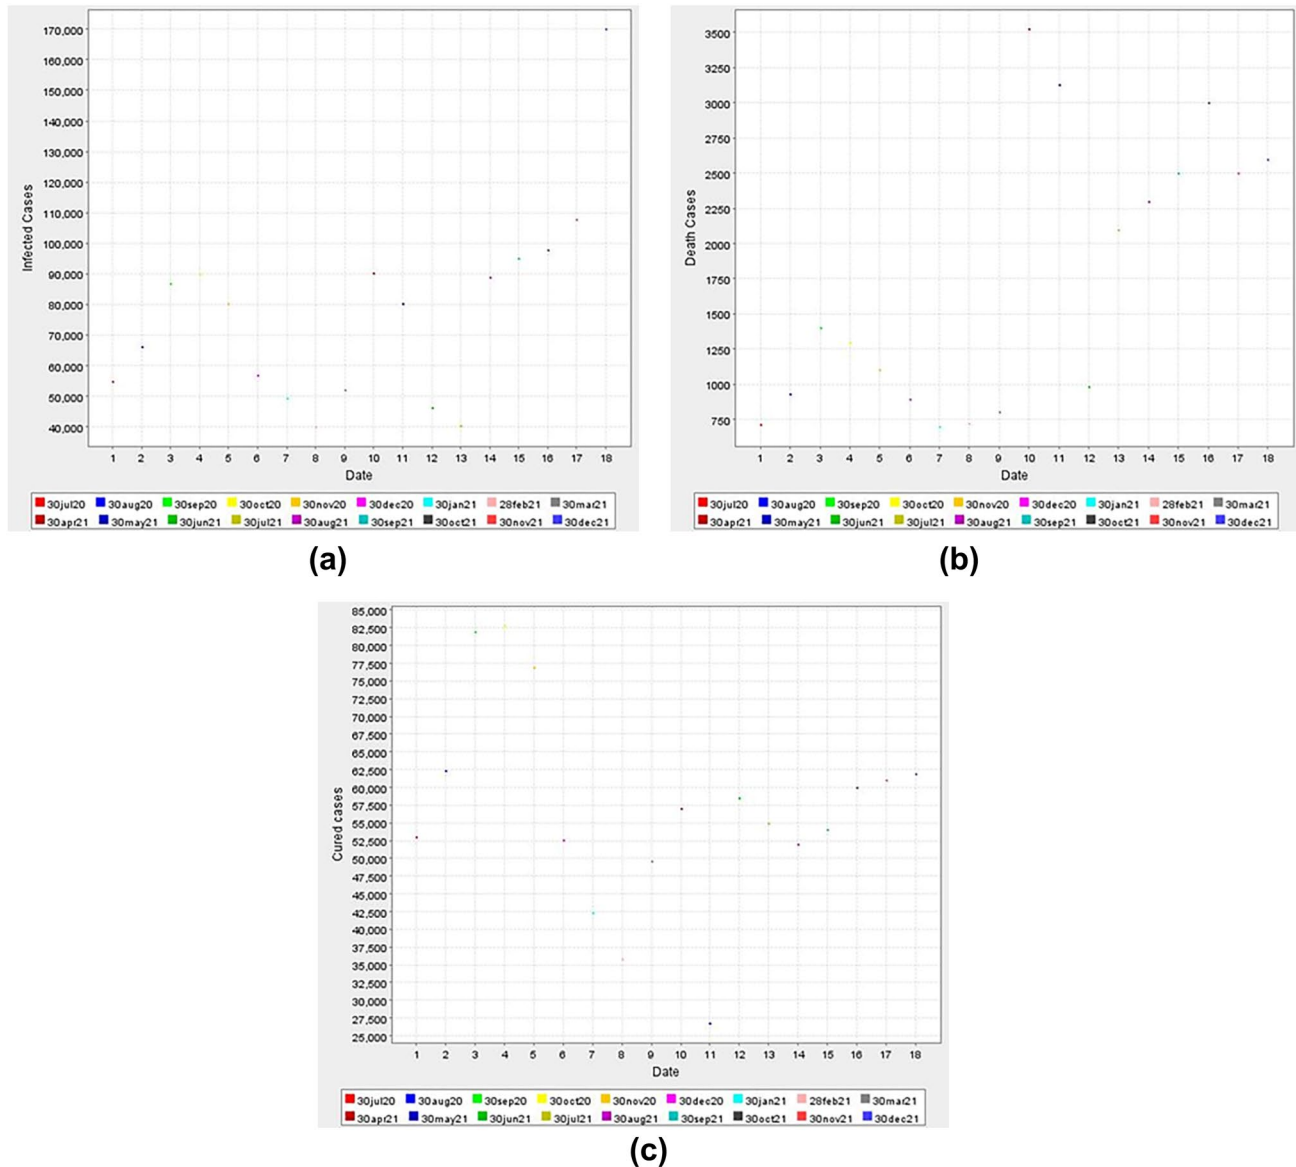 170,000
160,000
150,000
140,000
130,000
120,000
110,000
100,000
90,000
80,000
70,000
60,000
50,000
40,000
Infected Cases
1 2 3 4 5 6 7 8 9 10 11 12 13 14 15 16 17 18
Date
30jul20 30aug20 30sep20 30oct20 30nov20 30dec20 30jan21 28feb21 30mar21
30apr21 30may21 30jun21 30jul21 30aug21 30sep21 30oct21 30nov21 30dec21
(a)
3500
3250
3000
2750
2500
2250
2000
1750
1500
1250
1000
750
Death Cases
1 2 3 4 5 6 7 8 9 10 11 12 13 14 15 16 17 18
Date
30jul20 30aug20 30sep20 30oct20 30nov20 30dec20 30jan21 28feb21 30mar21
30apr21 30may21 30jun21 30jul21 30aug21 30sep21 30oct21 30nov21 30dec21
(b)
85,000
82,500
80,000
77,500
75,000
72,500
70,000
67,500
65,000
62,500
60,000
57,500
55,000
52,500
50,000
47,500
45,000
42,500
40,000
37,500
35,000
32,500
30,000
27,500
25,000
Cured cases
1 2 3 4 5 6 7 8 9 10 11 12 13 14 15 16 17 18
Date
30jul20 30aug20 30sep20 30oct20 30nov20 30dec20 30jan21 28feb21 30mar21
30apr21 30may21 30jun21 30jul21 30aug21 30sep21 30oct21 30nov21 30dec21
(c)